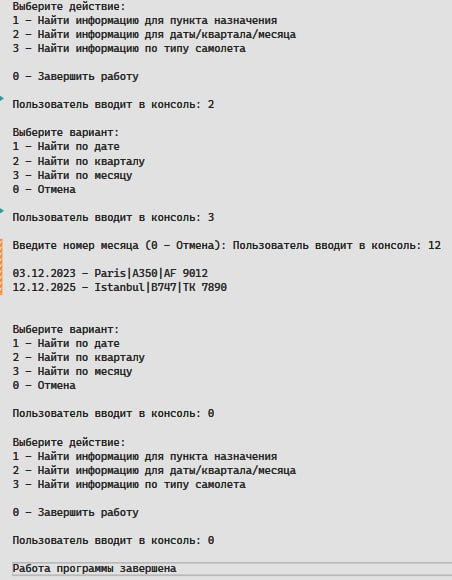 Выберите действие:
1 – Найти информацию для пункта назначения
2 – Найти информацию для даты/квартала/месяца
3 – Найти информацию по типу самолета
0 – Завершить работу
Пользователь вводит в консоль: 2
Выберите вариант:
1 – Найти по дате
2 – Найти по кварталу
3 – Найти по месяцу
0 – Отмена
Пользователь вводит в консоль: 3
Введите номер месяца (0 – Отмена): Пользователь вводит в консоль: 12
03.12.2023 – Paris|A350|AF 9012
12.12.2025 – Istanbul|B747|TK 7890
Выберите вариант:
1 – Найти по дате
2 – Найти по кварталу
3 – Найти по месяцу
0 – Отмена
Пользователь вводит в консоль: 0
Выберите действие:
1 – Найти информацию для пункта назначения
2 – Найти информацию для даты/квартала/месяца
3 – Найти информацию по типу самолета
0 – Завершить работу
Пользователь вводит в консоль: 0
Работа программы завершена